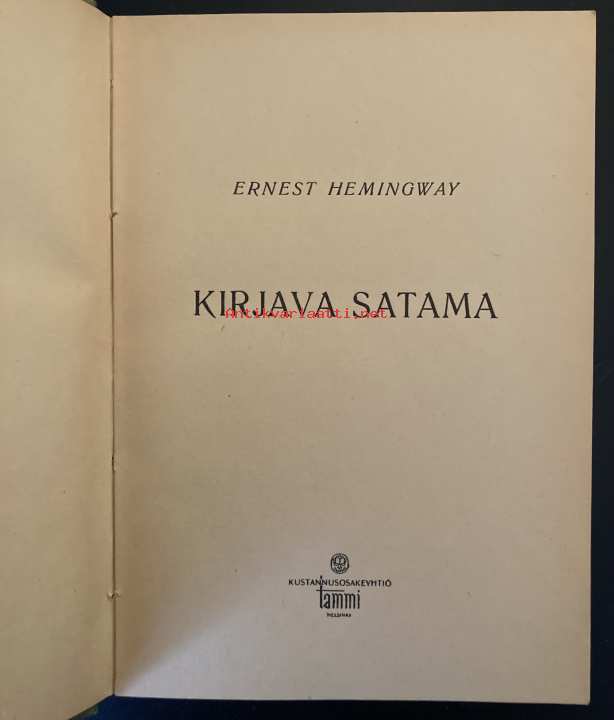 ERNEST HEMINGWAY
KIRJAVA SATAMA
Antikvariaatti.net
KUSTANNUSOSAKEYHTIÖ
tammi
HELSINKI